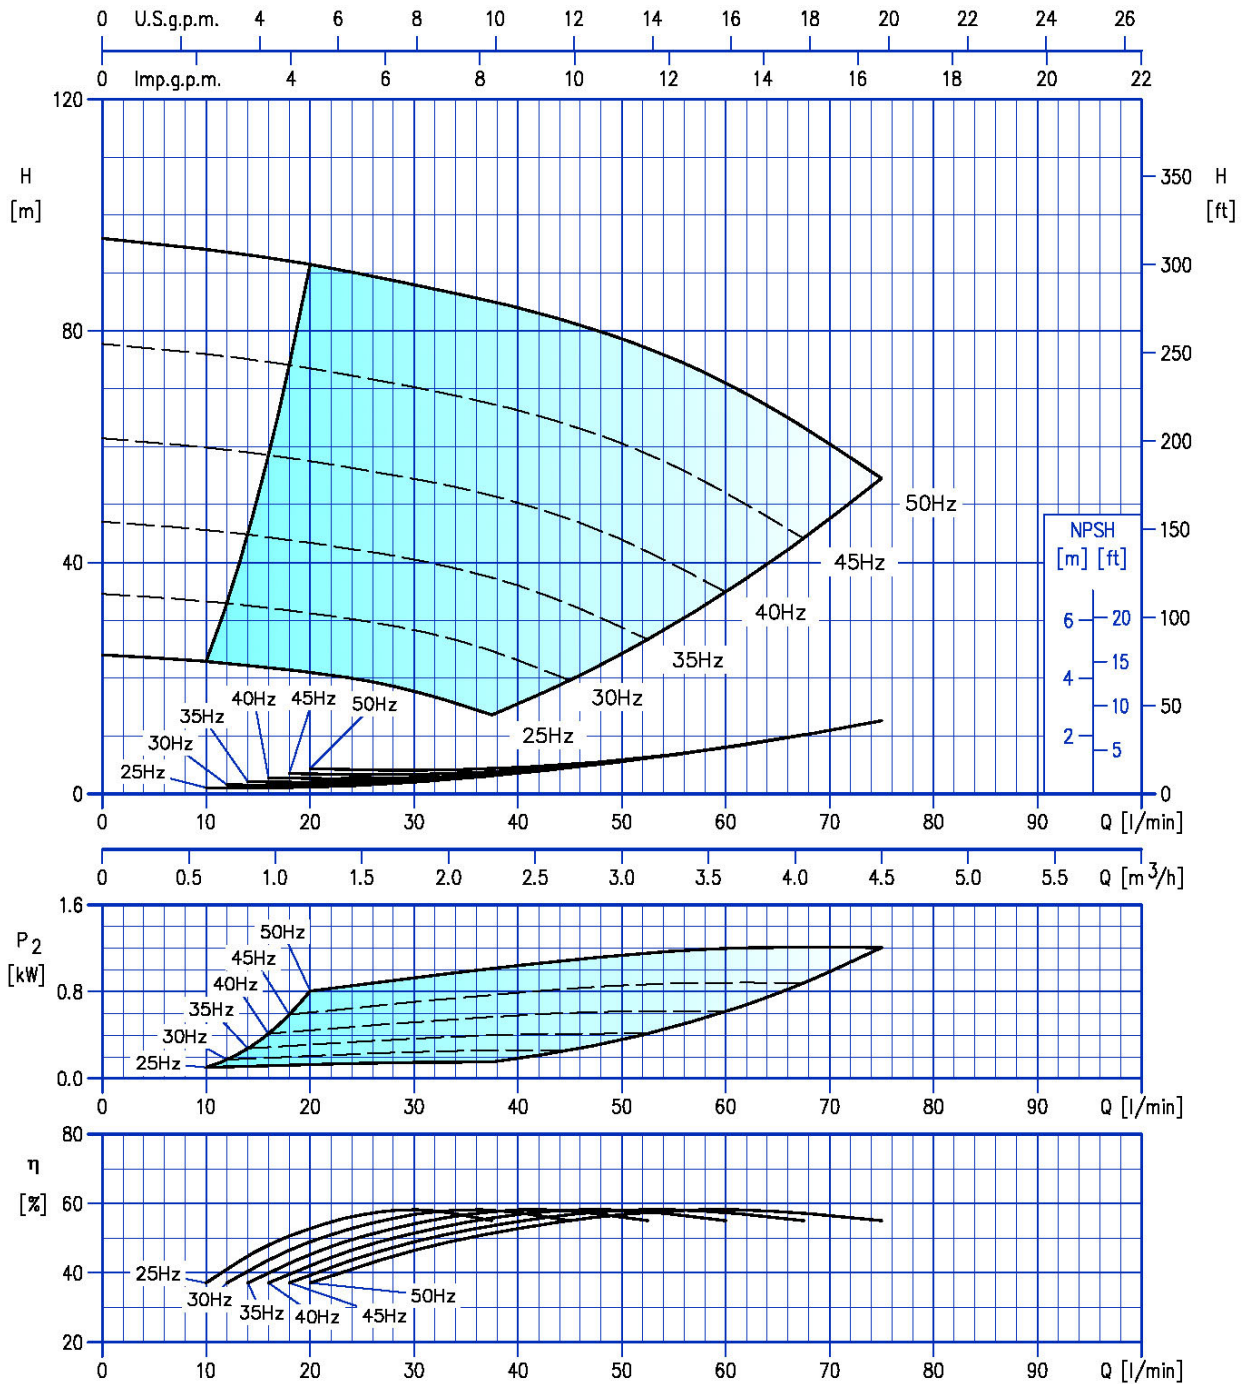 0 U.S.g.p.m. 4 6 8 10 12 14 16 18 20 22 24 26
0 Imp.g.p.m. 4 6 8 10 12 14 16 18 20 22
120
H 350 H
[m] [ft]
300
80
250
200
50Hz
150
NPSH
[m] [ft]
40 45Hz
40Hz 6 20 100
35Hz 4 15
40Hz 45Hz 50Hz 30Hz 10 50
35Hz
30Hz 25Hz 2 5
25Hz
0 0
0 10 20 30 40 50 60 70 80 90 Q [l/min]
0 0.5 1.0 1.5 2.0 2.5 3.0 3.5 4.0 4.5 5.0 5.5 Q [m³/h]
1.6
P2 50Hz
[kW] 45Hz
0.8 40Hz
35Hz
30Hz
25Hz
0.0
0 10 20 30 40 50 60 70 80 90 Q [l/min]
80
η
[%] 60
40 25Hz
30Hz 35Hz 40Hz 45Hz 50Hz
20
0 10 20 30 40 50 60 70 80 90 Q [l/min]